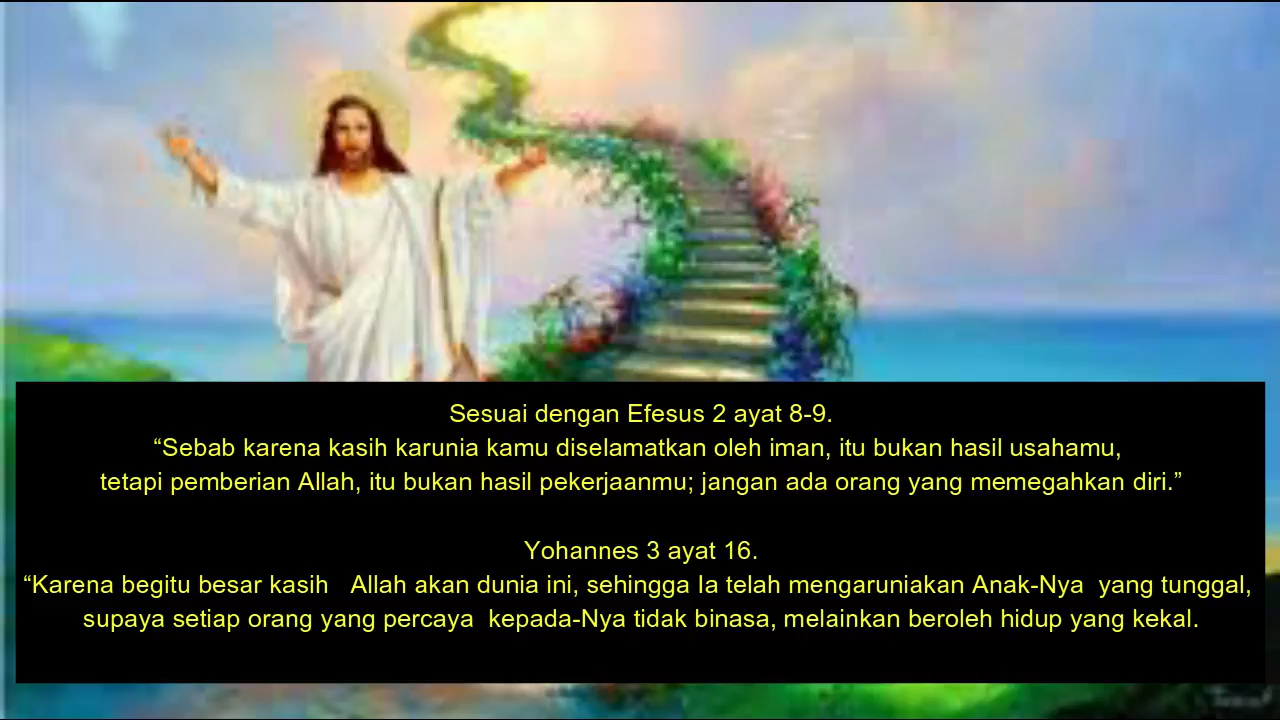 Sesuai dengan Efesus 2 ayat 8-9.
“Sebab karena kasih karunia kamu diselamatkan oleh iman, itu bukan hasil usahamu,
tetapi pemberian Allah, itu bukan hasil pekerjaanmu; jangan ada orang yang memegahkan diri.”
Yohannes 3 ayat 16.
“Karena begitu besar kasih   Allah akan dunia ini, sehingga Ia telah mengaruniakan Anak-Nya  yang tunggal,
supaya setiap orang yang percaya  kepada-Nya tidak binasa, melainkan beroleh hidup yang kekal.